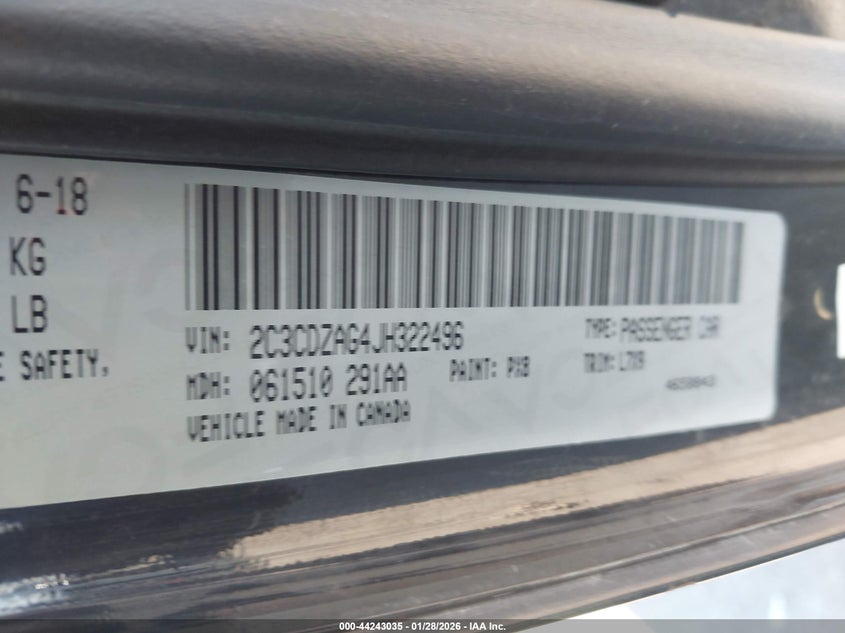 6-18
KG
LB
E SAFETY,
VIN: 2C3CDZAG4JH322496
TYPE: PASSENGER CAR
MDH: 061510 291AA
PAINT: PX8
TRIM: L7X9
VEHICLE MADE IN CANADA
000-44243035 - 01/28/2026 - IAA Inc.